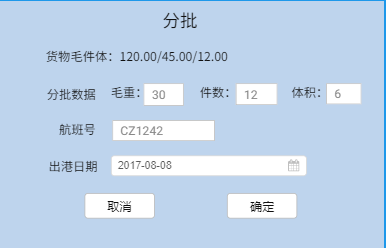 分批
货物毛件体：120.00/45.00/12.00
分批数据 毛重： 30 件数： 12 体积： 6
航班号 CZ1242
出港日期 2017-08-08
取消 确定